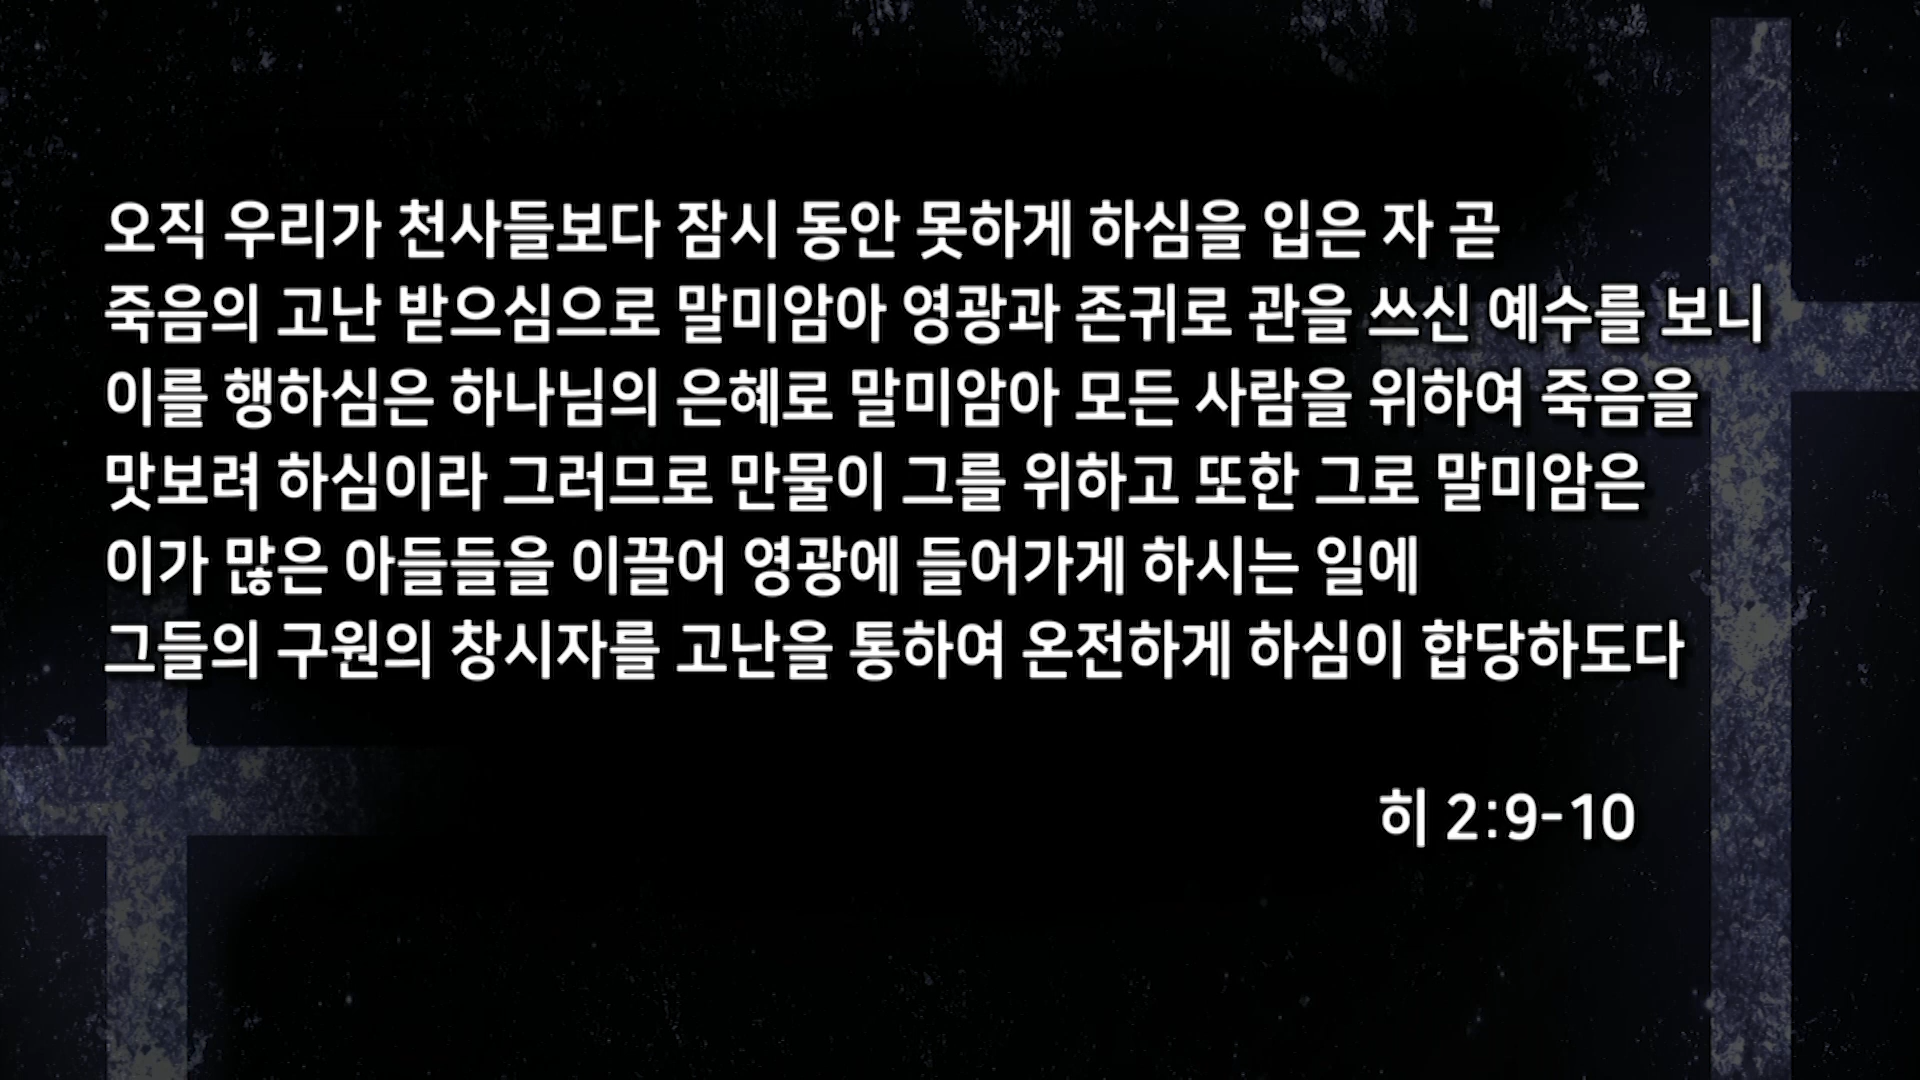 오직 우리가 천사들보다 잠시 동안 못하게 하심을 입은 자 곧
죽음의 고난 받으심으로 말미암아 영광과 존귀로 관을 쓰신 예수를 보니
이를 행하심은 하나님의 은혜로 말미암아 모든 사람을 위하여 죽음을
맛보려 하심이라 그러므로 만물이 그를 위하고 또한 그로 말미암은
이가 많은 아들들을 이끌어 영광에 들어가게 하시는 일에
그들의 구원의 창시자를 고난을 통하여 온전하게 하심이 합당하도다
히 2:9-10